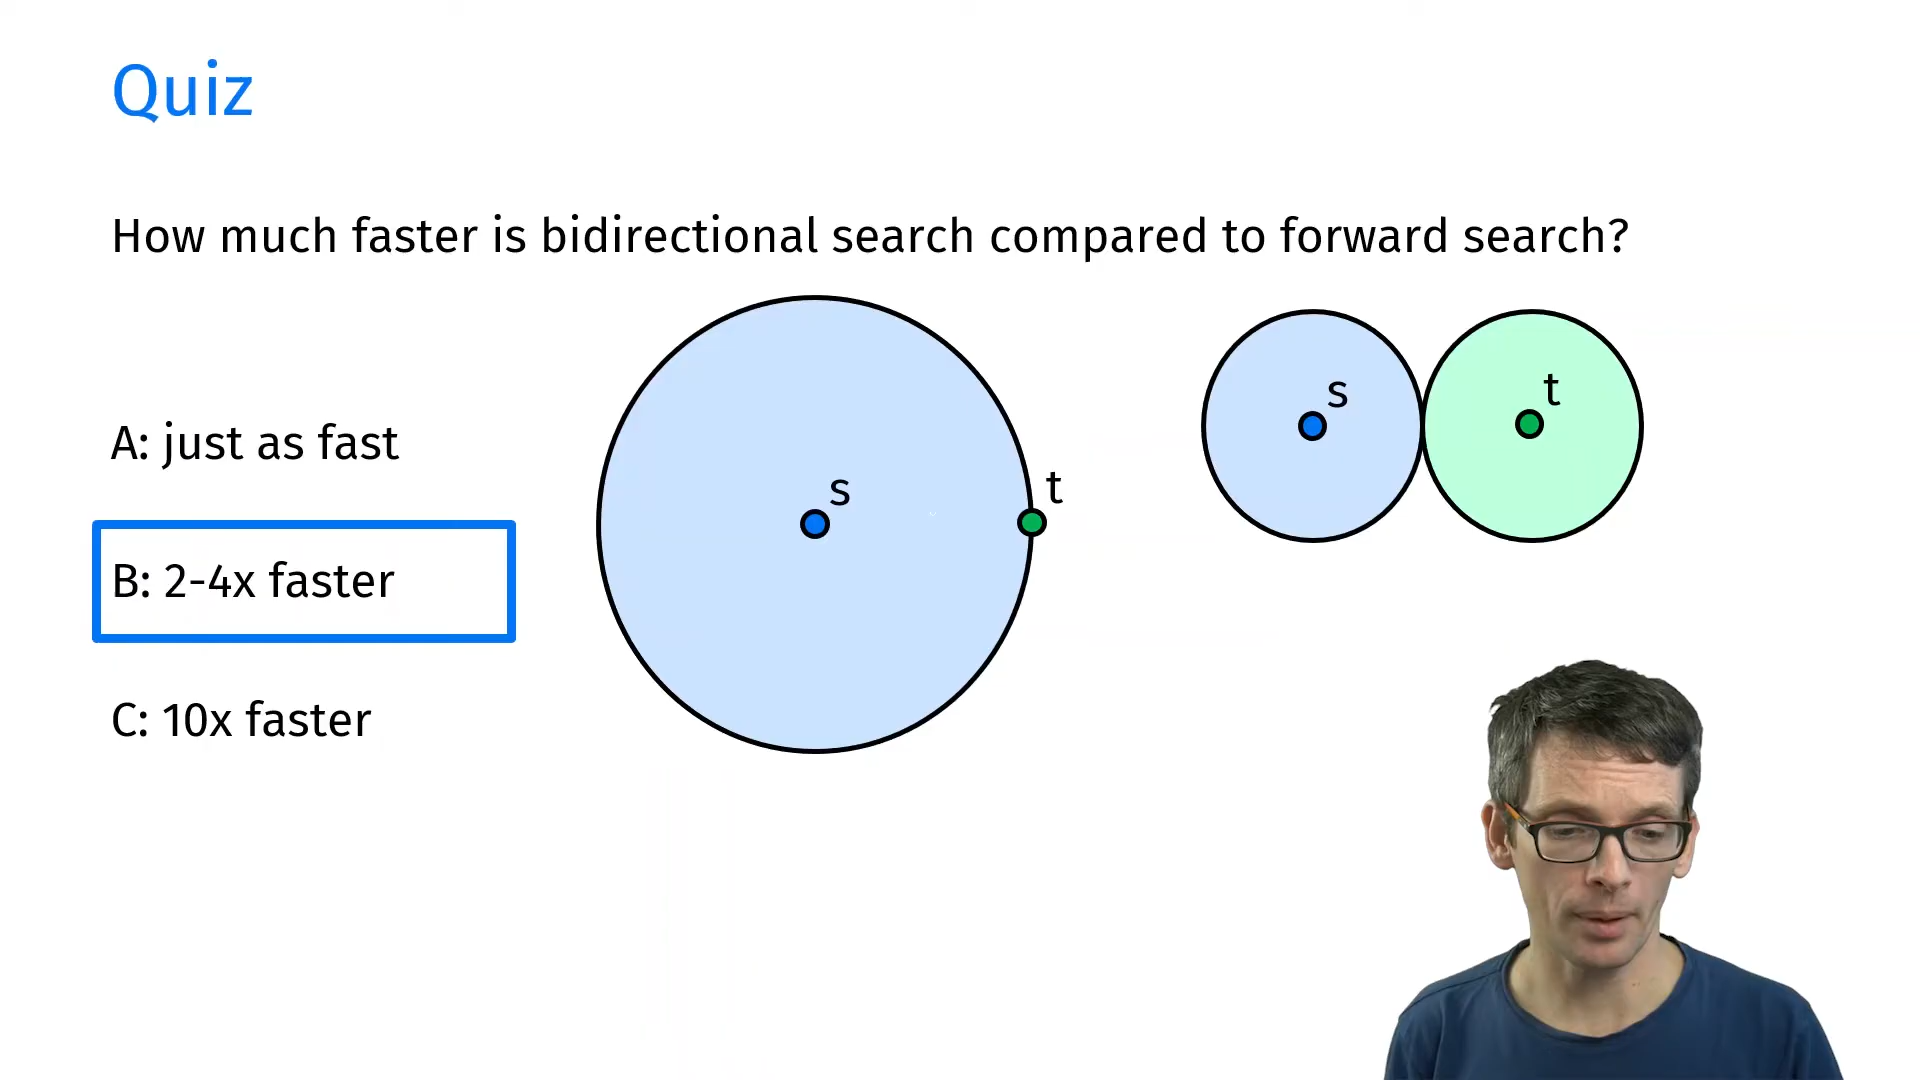 Quiz
How much faster is bidirectional search compared to forward search?
A: just as fast
B: 2-4x faster
C: 10x faster
s
t
s
t